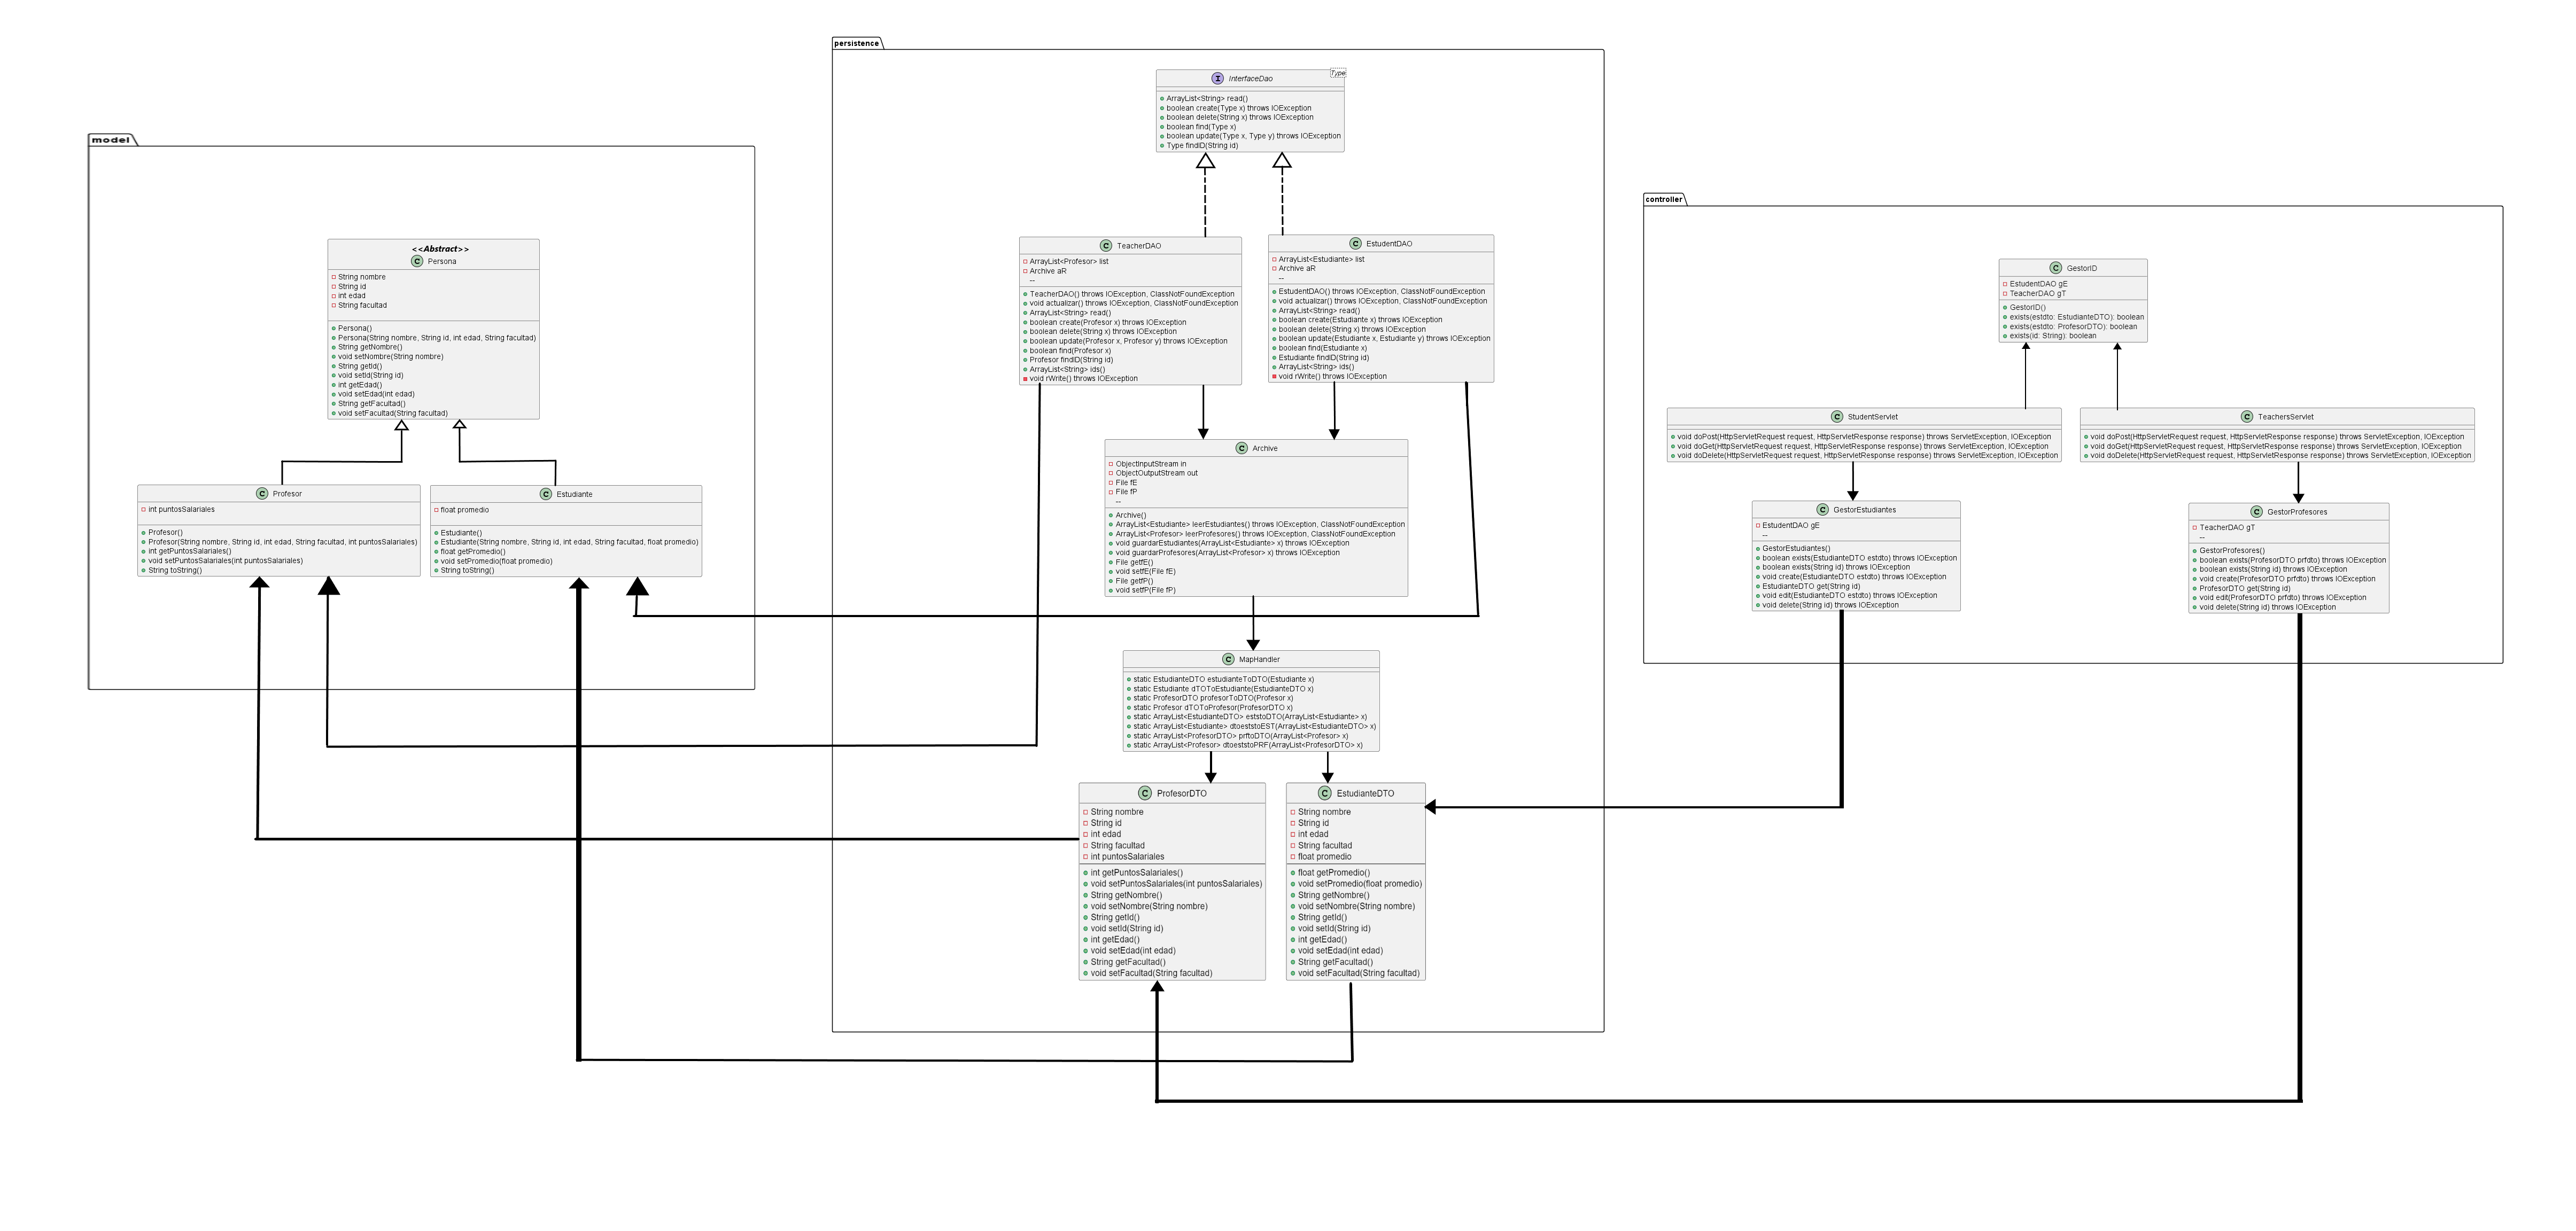 model
<<Abstract>>
Persona
String nombre
String id
int edad
String facultad
Persona()
Persona(String nombre, String id, int edad, String facultad)
String getNombre()
void setNombre(String nombre)
String getId()
void setId(String id)
int getEdad()
void setEdad(int edad)
String getFacultad()
void setFacultad(String facultad)
Profesor
int puntosSalariales
Profesor()
Profesor(String nombre, String id, int edad, String facultad, int puntosSalariales)
int getPuntosSalariales()
void setPuntosSalariales(int puntosSalariales)
String toString()
Estudiante
float promedio
Estudiante()
Estudiante(String nombre, String id, int edad, String facultad, float promedio)
float getPromedio()
void setPromedio(float promedio)
String toString()
persistence
InterfaceDao
Type
ArrayList<String> read()
boolean create(Type x) throws IOException
boolean delete(String x) throws IOException
boolean find(Type x)
boolean update(Type x, Type y) throws IOException
Type findID(String id)
TeacherDAO
ArrayList<Profesor> list
Archive aR
--
TeacherDAO() throws IOException, ClassNotFoundException
void actualizar() throws IOException, ClassNotFoundException
ArrayList<String> read()
boolean create(Profesor x) throws IOException
boolean delete(String x) throws IOException
boolean update(Profesor x, Profesor y) throws IOException
boolean find(Profesor x)
Profesor findID(String id)
ArrayList<String> ids()
void rWrite() throws IOException
EstudentDAO
ArrayList<Estudiante> list
Archive aR
--
EstudentDAO() throws IOException, ClassNotFoundException
void actualizar() throws IOException, ClassNotFoundException
ArrayList<String> read()
boolean create(Estudiante x) throws IOException
boolean delete(String x) throws IOException
boolean update(Estudiante x, Estudiante y) throws IOException
boolean find(Estudiante x)
Estudiante findID(String id)
ArrayList<String> ids()
void rWrite() throws IOException
Archive
ObjectInputStream in
ObjectOutputStream out
File fE
File fP
--
Archive()
ArrayList<Estudiante> leerEstudiantes() throws IOException, ClassNotFoundException
ArrayList<Profesor> leerProfesores() throws IOException, ClassNotFoundException
void guardarEstudiantes(ArrayList<Estudiante> x) throws IOException
void guardarProfesores(ArrayList<Profesor> x) throws IOException
File getfE()
void setfE(File fE)
File getfP()
void setfP(File fP)
MapHandler
static EstudianteDTO estudianteToDTO(Estudiante x)
static Estudiante dTOToEstudiante(EstudianteDTO x)
static ProfesorDTO profesorToDTO(Profesor x)
static Profesor dTOToProfesor(ProfesorDTO x)
static ArrayList<EstudianteDTO> eststoDTO(ArrayList<Estudiante> x)
static ArrayList<Estudiante> dtoeststoEST(ArrayList<EstudianteDTO> x)
static ArrayList<ProfesorDTO> prftoDTO(ArrayList<Profesor> x)
static ArrayList<Profesor> dtoeststoPRF(ArrayList<ProfesorDTO> x)
ProfesorDTO
String nombre
String id
int edad
String facultad
int puntosSalariales
int getPuntosSalariales()
void setPuntosSalariales(int puntosSalariales)
String getNombre()
void setNombre(String nombre)
String getId()
void setId(String id)
int getEdad()
void setEdad(int edad)
String getFacultad()
void setFacultad(String facultad)
EstudianteDTO
String nombre
String id
int edad
String facultad
float promedio
float getPromedio()
void setPromedio(float promedio)
String getNombre()
void setNombre(String nombre)
String getId()
void setId(String id)
int getEdad()
void setEdad(int edad)
String getFacultad()
void setFacultad(String facultad)
controller
GestorID
EstudentDAO gE
TeacherDAO gT
GestorID()
exists(estdto: EstudianteDTO): boolean
exists(estdto: ProfesorDTO): boolean
exists(id: String): boolean
StudentServlet
void doPost(HttpServletRequest request, HttpServletResponse response) throws ServletException, IOException
void doGet(HttpServletRequest request, HttpServletResponse response) throws ServletException, IOException
void doDelete(HttpServletRequest request, HttpServletResponse response) throws ServletException, IOException
TeachersServlet
void doPost(HttpServletRequest request, HttpServletResponse response) throws ServletException, IOException
void doGet(HttpServletRequest request, HttpServletResponse response) throws ServletException, IOException
void doDelete(HttpServletRequest request, HttpServletResponse response) throws ServletException, IOException
GestorEstudiantes
EstudentDAO gE
--
GestorEstudiantes()
boolean exists(EstudianteDTO estdto) throws IOException
boolean exists(String id) throws IOException
void create(EstudianteDTO estdto) throws IOException
EstudianteDTO get(String id)
void edit(EstudianteDTO estdto) throws IOException
void delete(String id) throws IOException
GestorProfesores
TeacherDAO gT
--
GestorProfesores()
boolean exists(ProfesorDTO prfdto) throws IOException
boolean exists(String id) throws IOException
void create(ProfesorDTO prfdto) throws IOException
ProfesorDTO get(String id)
void edit(ProfesorDTO prfdto) throws IOException
void delete(String id) throws IOException